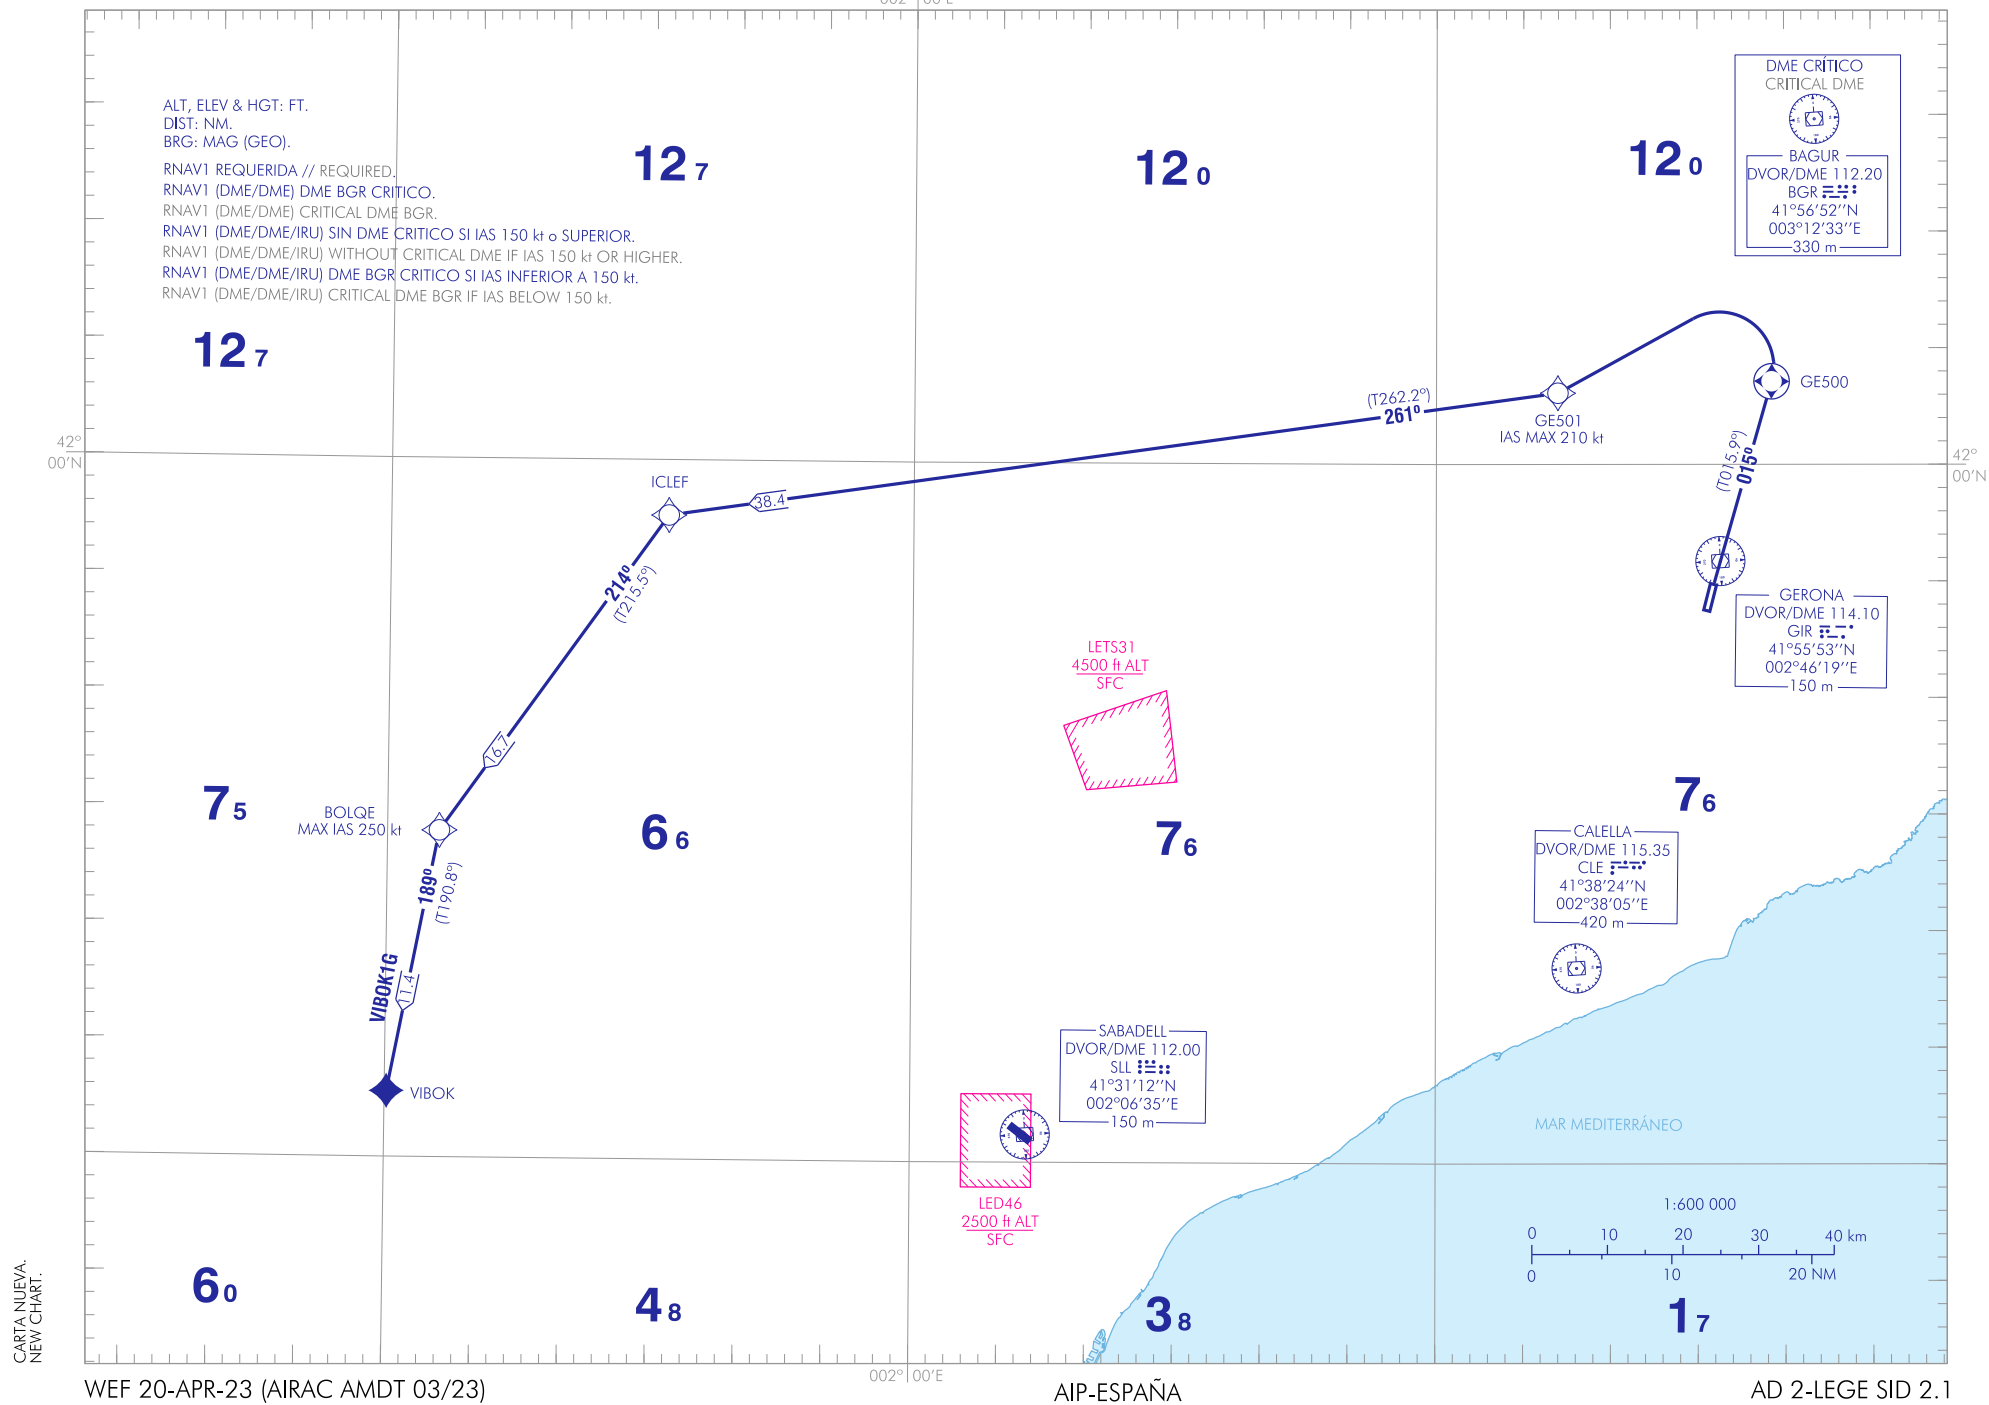 002° 00'E
ALT, ELEV & HGT: FT.
DIST: NM.
BRG: MAG (GEO).
RNAV1 REQUERIDA // REQUIRED.
RNAV1 (DME/DME) DME BGR CRITICO.
RNAV1 (DME/DME) CRITICAL DME BGR.
RNAV1 (DME/DME/IRU) SIN DME CRITICO SI IAS 150 kt o SUPERIOR.
RNAV1 (DME/DME/IRU) WITHOUT CRITICAL DME IF IAS 150 kt OR HIGHER.
RNAV1 (DME/DME/IRU) DME BGR CRITICO SI IAS INFERIOR A 150 kt.
RNAV1 (DME/DME/IRU) CRITICAL DME BGR IF IAS BELOW 150 kt.
12 7
12 0
12 0
DME CRÍTICO
CRITICAL DME
BAGUR
DVOR/DME 112.20
BGR
41°56'52''N
003°12'33''E
330 m
12 7
GE500
(T262.2°)
261°
GE501
IAS MAX 210 kt
42°
00'N
42°
00'N
(T015.9°)
015°
ICLEF
38.4
214°
(T215.5°)
GERONA
DVOR/DME 114.10
GIR
41°55'53''N
002°46'19''E
150 m
LETS31
4500 ft ALT
SFC
16.7
7 5
BOLQE
MAX IAS 250 kt
6 6
7 6
7 6
CALELLA
DVOR/DME 115.35
CLE
41°38'24''N
002°38'05''E
420 m
189°
(T190.8°)
VIBOK1G
11.4
VIBOK
SABADELL
DVOR/DME 112.00
SLL
41°31'12''N
002°06'35''E
150 m
MAR MEDITERRÁNEO
LED46
2500 ft ALT
SFC
1:600 000
0 10 20 30 40 km
0 10 20 NM
6 0
4 8
3 8
1 7
CARTA NUEVA.
NEW CHART.
002° 00'E
WEF 20-APR-23 (AIRAC AMDT 03/23)
AIP-ESPAÑA
AD 2-LEGE SID 2.1